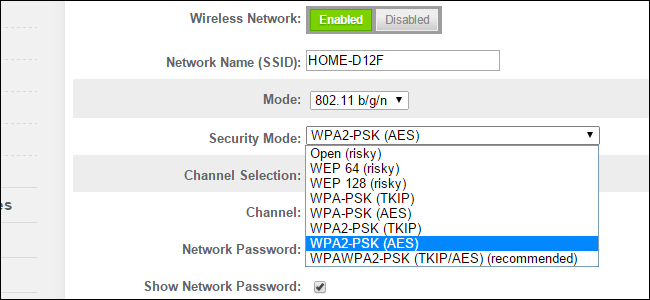 Wireless Network: Enabled Disabled
Network Name (SSID): HOME-D12F
Mode: 802.11 b/g/n
Security Mode: WPA2-PSK (AES)
Open (risky)
WEP 64 (risky)
Channel Selection: WEP 128 (risky)
WPA-PSK (TKIP)
WPA-PSK (AES)
Channel: WPA2-PSK (TKIP)
es
WPA2-PSK (AES)
Network Password: WPAWPA2-PSK (TKIP/AES) (recommended)
Show Network Password: